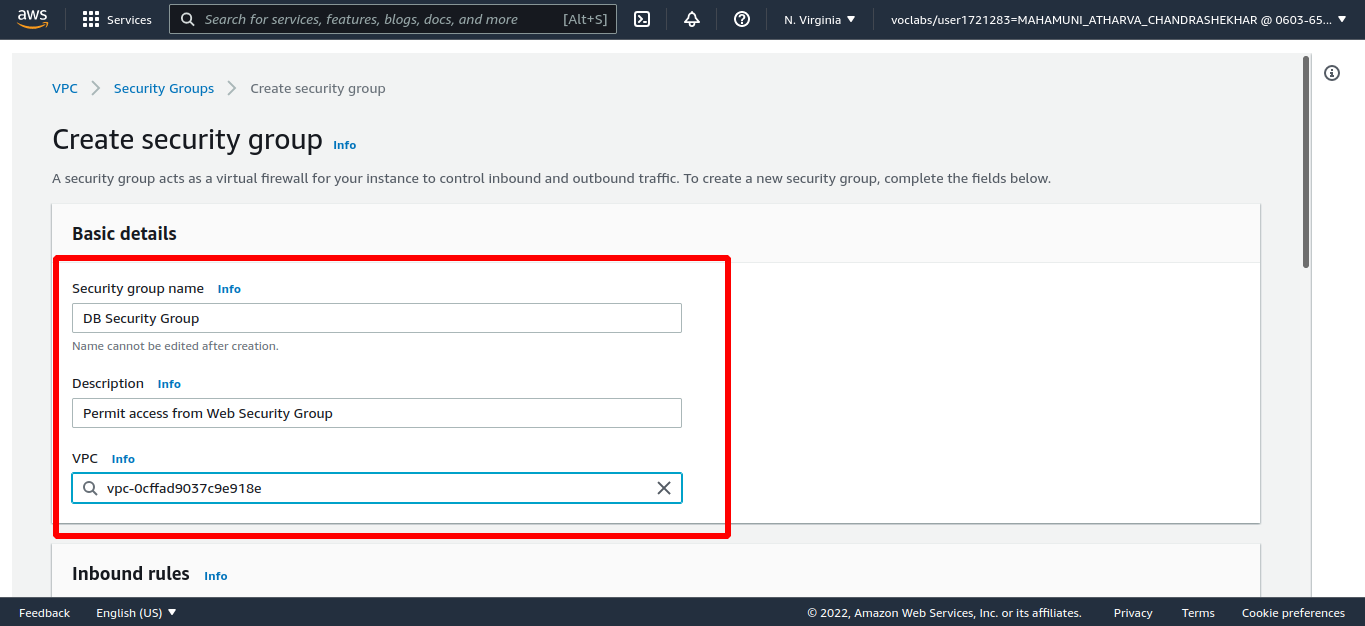 aws
Services
Search for services, features, blogs, docs, and more [Alt+S]
N. Virginia
voclabs/user1721283=MAHAMUNI_ATHARVA_CHANDRASHEKHAR @ 0603-65...
VPC > Security Groups > Create security group
Create security group Info
A security group acts as a virtual firewall for your instance to control inbound and outbound traffic. To create a new security group, complete the fields below.
Basic details
Security group name Info
DB Security Group
Name cannot be edited after creation.
Description Info
Permit access from Web Security Group
VPC Info
vpc-0cffad9037c9e918e
Inbound rules Info
Feedback English (US) © 2022, Amazon Web Services, Inc. or its affiliates. Privacy Terms Cookie preferences